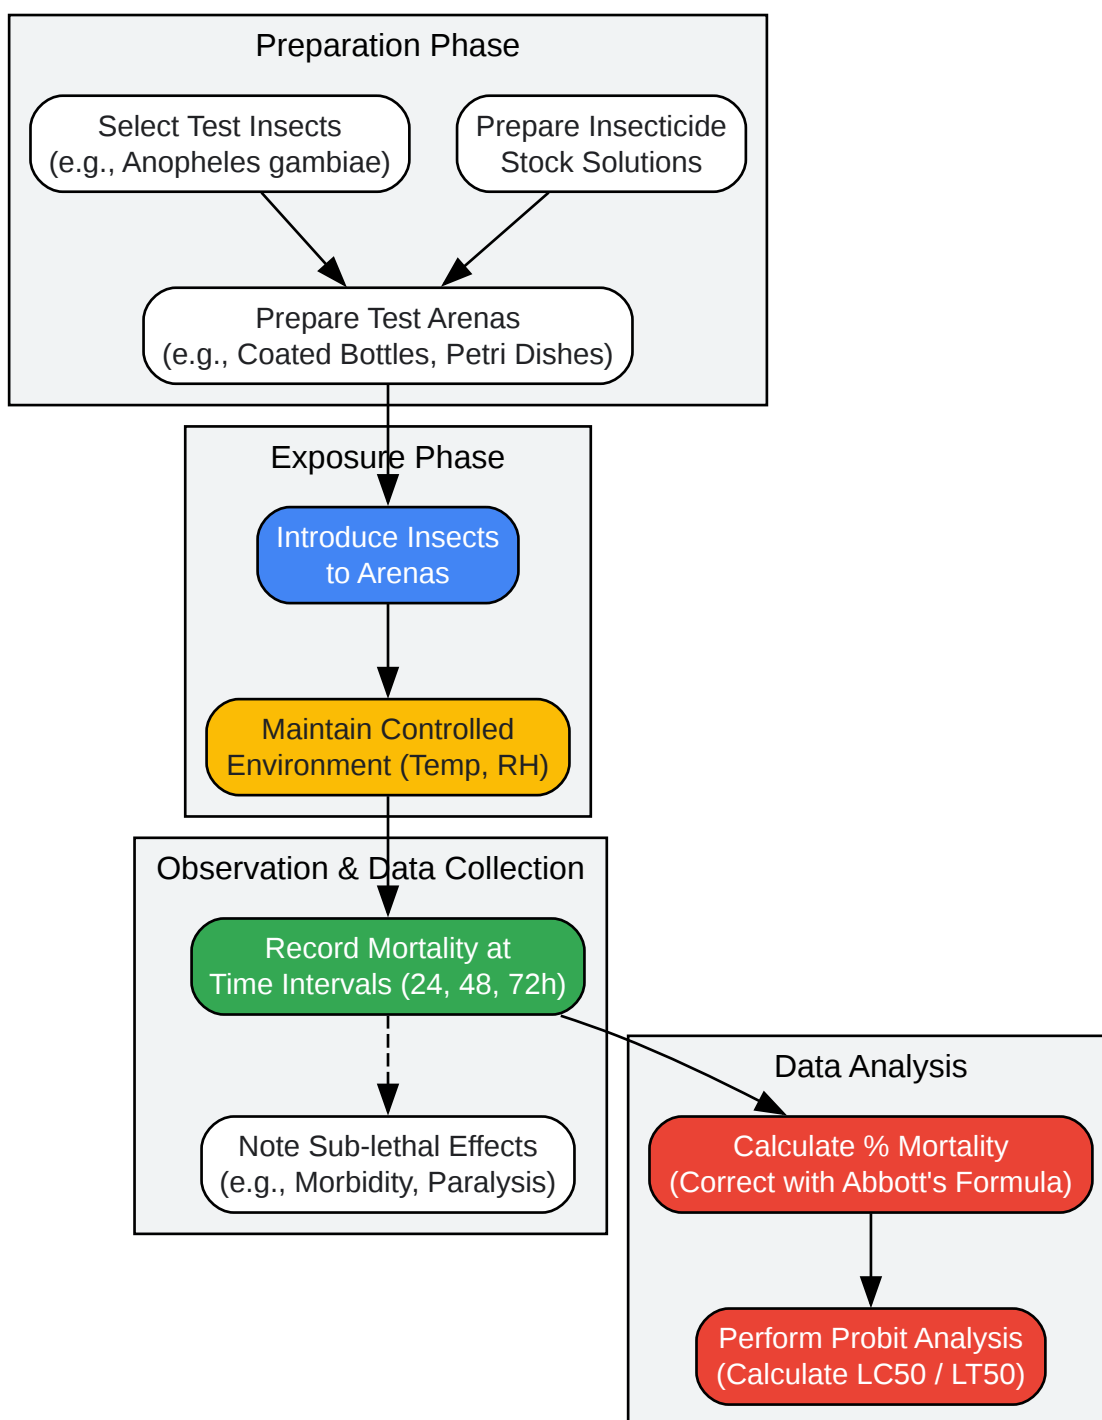 Preparation Phase
Select Test Insects
(e.g., Anopheles gambiae)
Prepare Insecticide
Stock Solutions
Prepare Test Arenas
(e.g., Coated Bottles, Petri Dishes)
Exposure Phase
Introduce Insects
to Arenas
Maintain Controlled
Environment (Temp, RH)
Observation & Data Collection
Record Mortality at
Time Intervals (24, 48, 72h)
Note Sub-lethal Effects
(e.g., Morbidity, Paralysis)
Data Analysis
Calculate % Mortality
(Correct with Abbott's Formula)
Perform Probit Analysis
(Calculate LC50 / LT50)